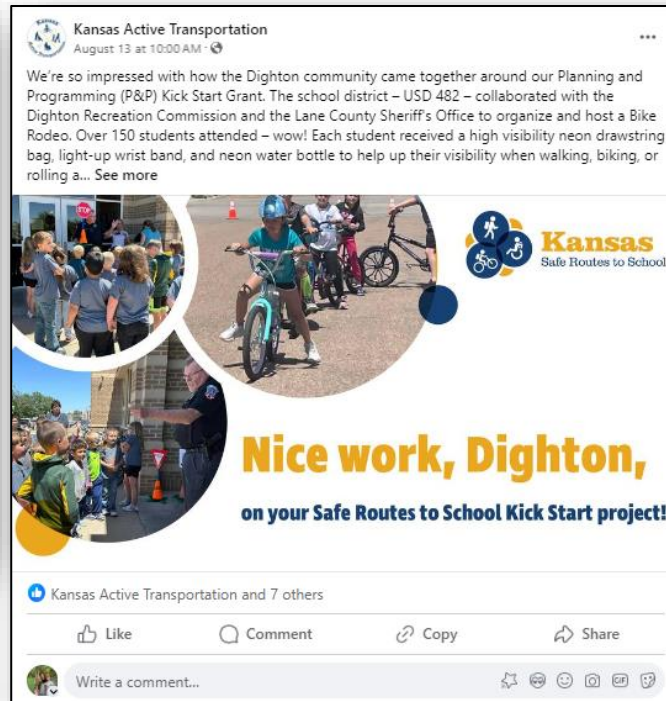 Kansas Active Transportation
August 13 at 10:00 AM ·
We're so impressed with how the Dighton community came together around our Planning and
Programming (P&P) Kick Start Grant. The school district – USD 482 – collaborated with the
Dighton Recreation Commission and the Lane County Sheriff's Office to organize and host a Bike
Rodeo. Over 150 students attended – wow! Each student received a high visibility neon drawstring
bag, light-up wrist band, and neon water bottle to help up their visibility when walking, biking, or
rolling a... See more
STOP
Kansas
Safe Routes to School
Nice work, Dighton,
on your Safe Routes to School Kick Start project!
Kansas Active Transportation and 7 others
Like Comment Copy Share
Write a comment...
GIF